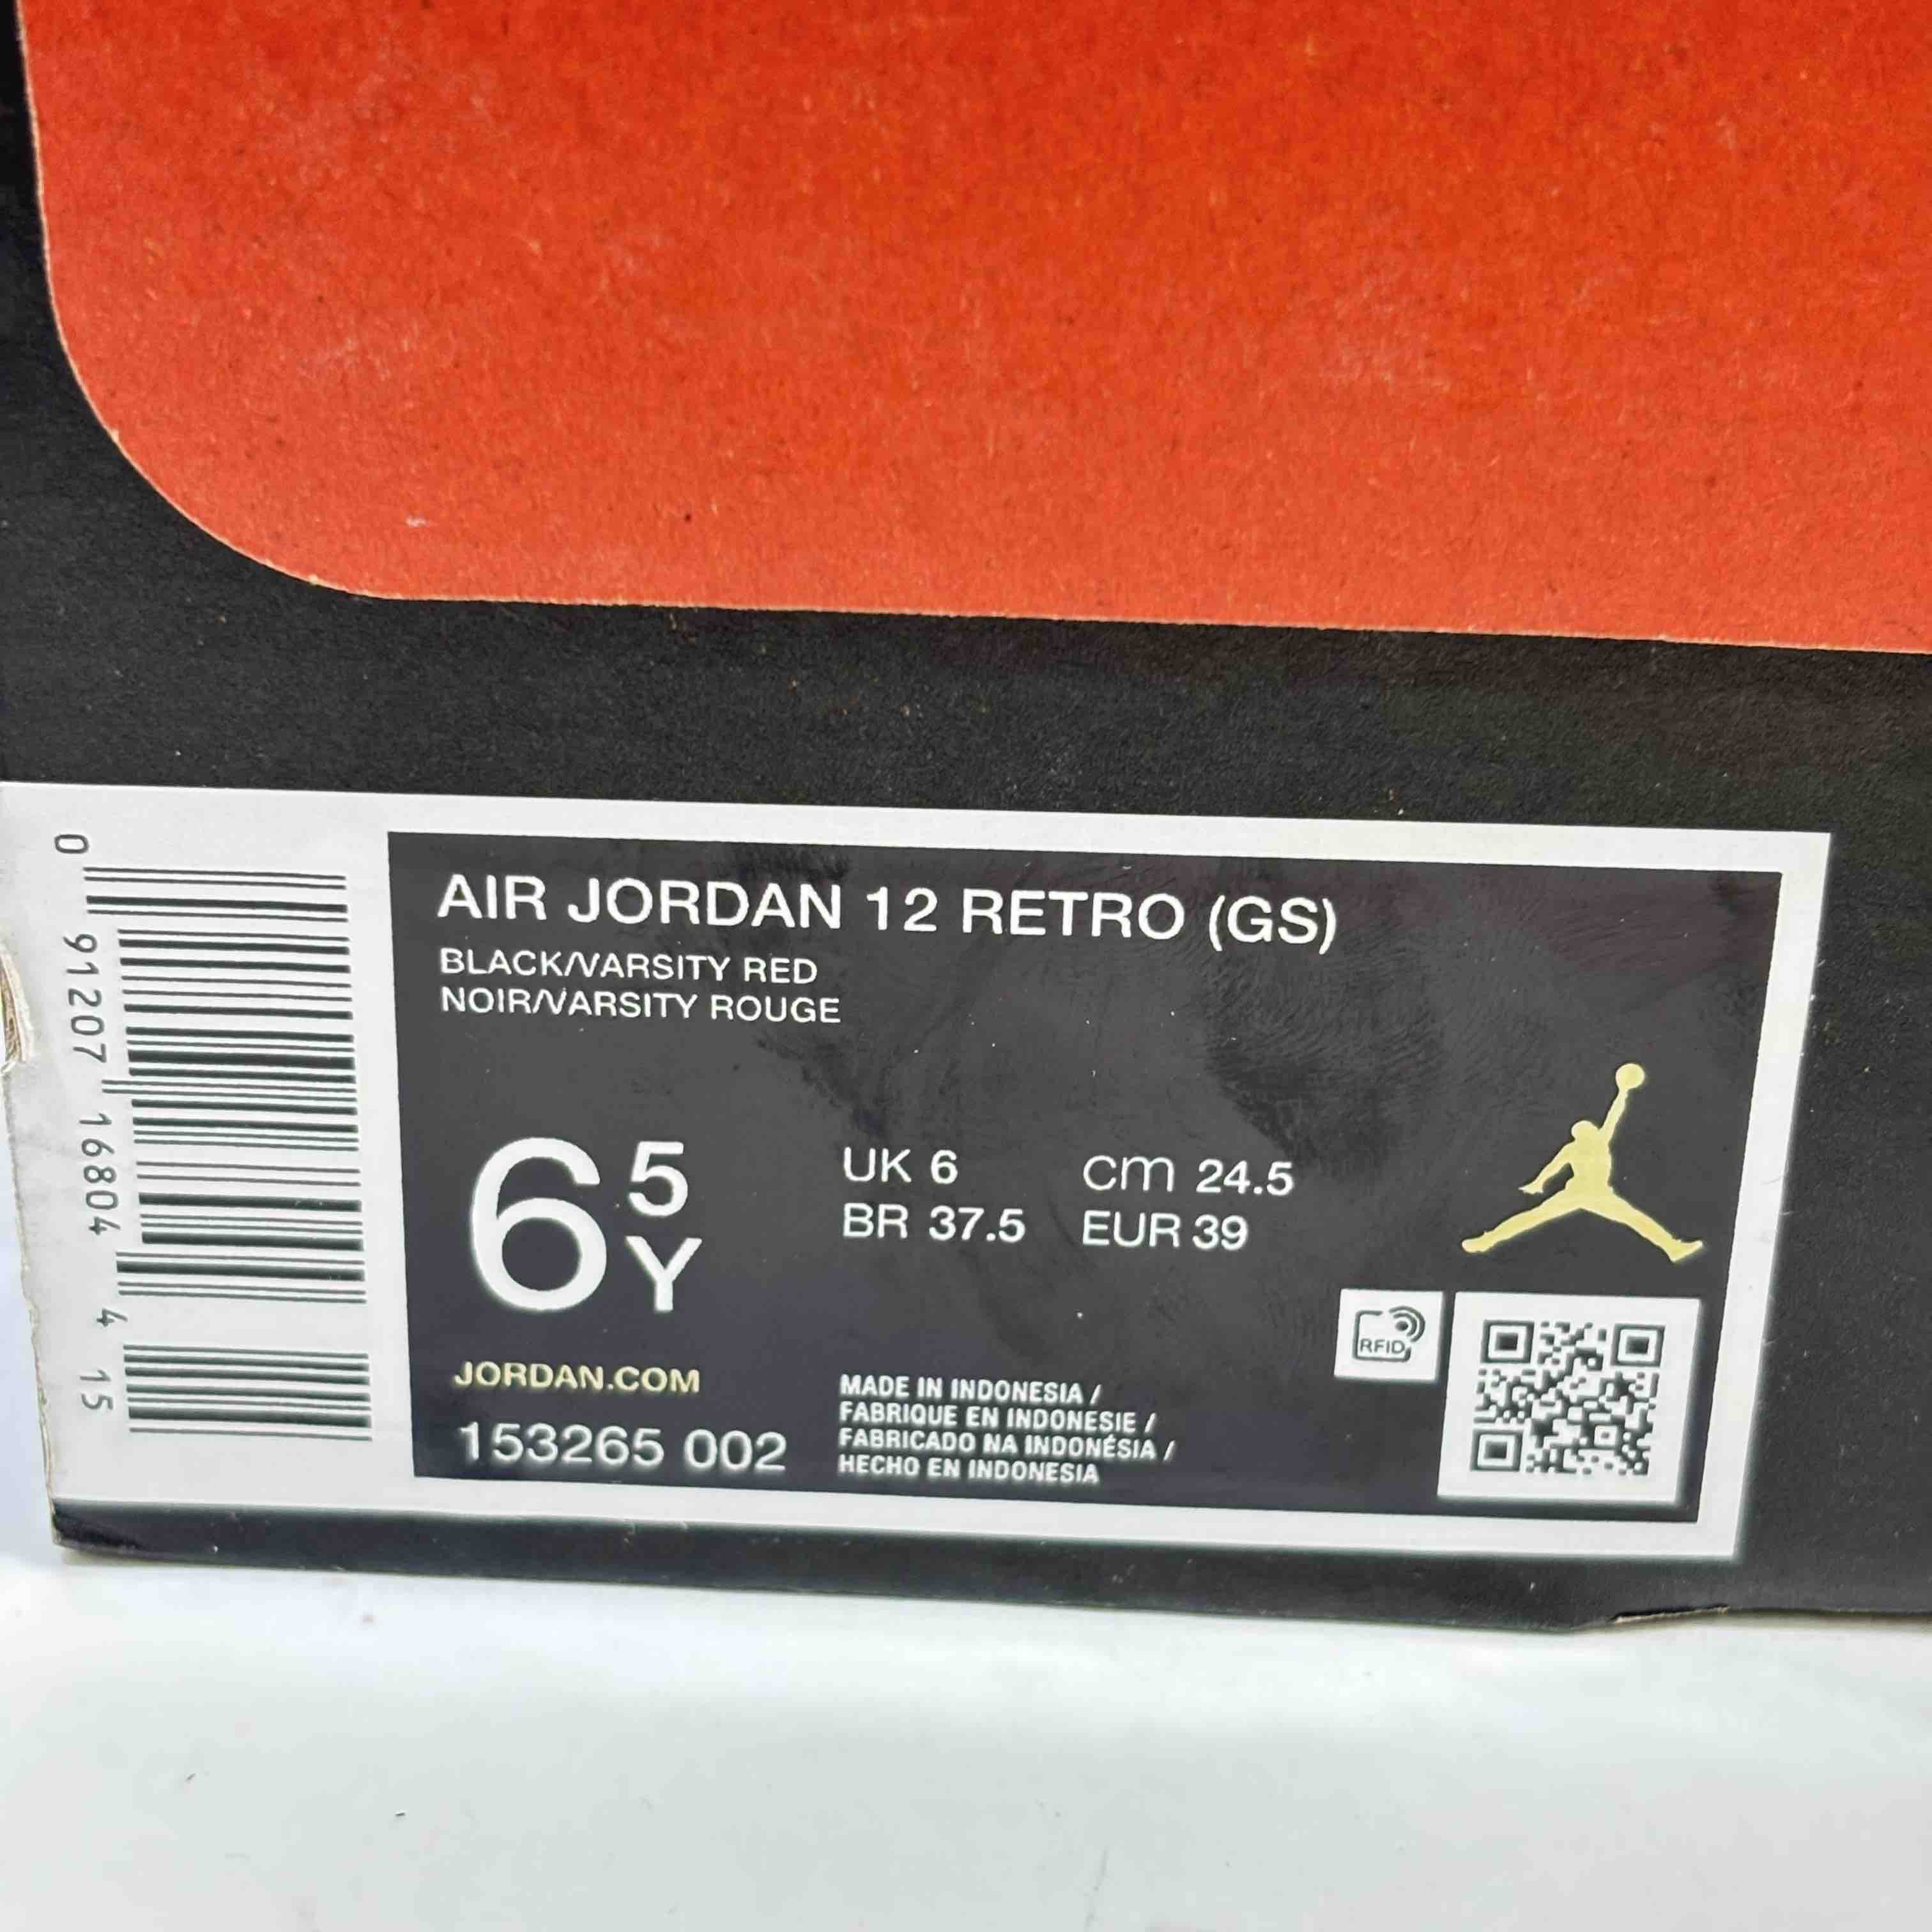 AIR JORDAN 12 RETRO (GS)
BLACK/VARSITY RED
NOIR/VARSITY ROUGE
6 5 Y
UK 6 cm 24.5
BR 37.5 EUR 39
RFID
JORDAN.COM
153265 002
MADE IN INDONESIA /
FABRIQUE EN INDONESIE /
FABRICADO NA INDONÉSIA /
HECHO EN INDONESIA
0 91207 16804 4 15